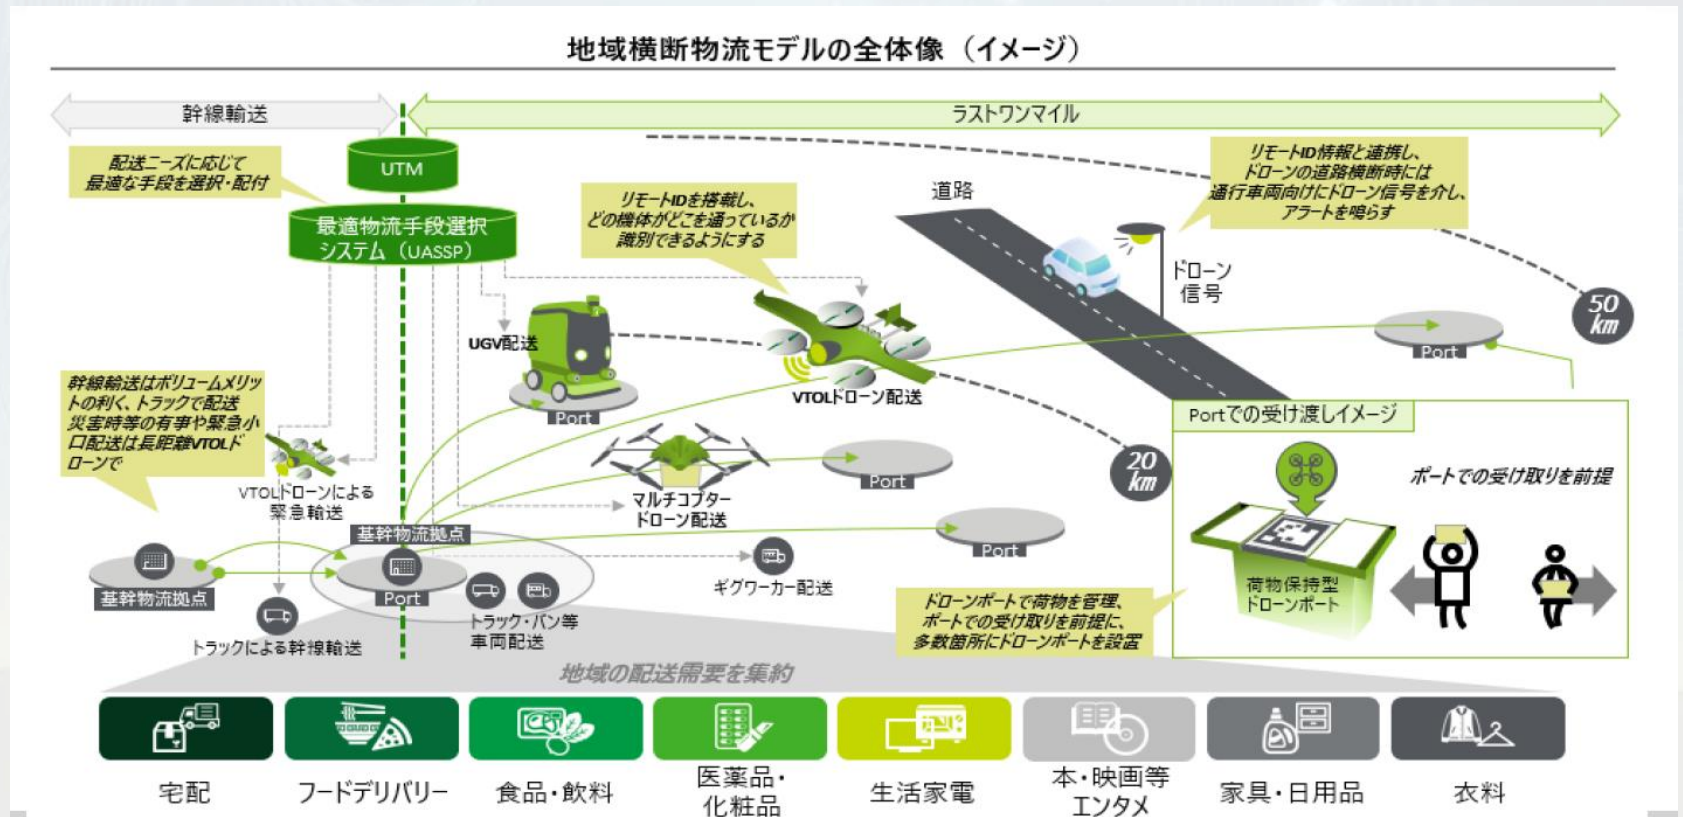 地域横断物流モデルの全体像（イメージ）
幹線輸送
ラストワンマイル
配送ニーズに応じて
最適な手段を選択・配付
UTM
最適物流手段選択
システム（UASSP）
リモートIDを搭載し、
どの機体がどこを通っているか
識別できるようにする
道路
リモートID情報と連携し、
ドローンの道路横断時には
通行車両向けにドローン信号を介し、
アラートを鳴らす
ドローン
信号
50
km
Port
UGV配送
Port
VTOLドローン配送
幹線輸送はボリュームメリッ
トの利く、トラックで配送
災害時等の有事や緊急小
口配送は長距離VTOLド
ローンで
VTOLドローンによる
緊急輸送
マルチコプター
ドローン配送
Port
20
km
Portでの受け渡しイメージ
ポートでの受け取りを前提
荷物保持型
ドローンポート
基幹物流拠点
Port
基幹物流拠点
Port
トラックによる幹線輸送
トラック・バン等
車両配送
ギグワーカー配送
ドローンポートで荷物を管理、
ポートでの受け取りを前提に、
多数箇所にドローンポートを設置
地域の配送需要を集約
宅配
フードデリバリー
食品・飲料
医薬品・
化粧品
生活家電
本・映画等
エンタメ
家具・日用品
衣料